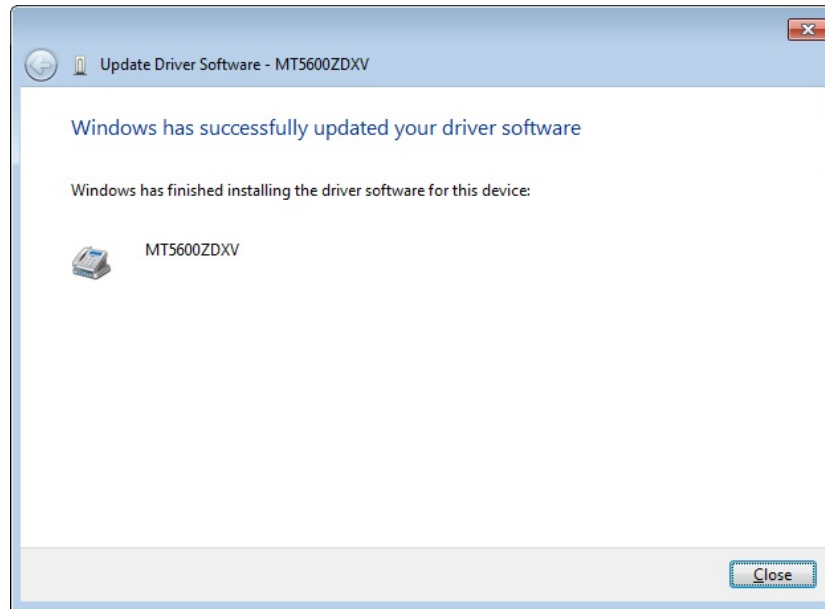 Update Driver Software - MT5600ZDXV
Windows has successfully updated your driver software
Windows has finished installing the driver software for this device:
MT5600ZDXV
Close